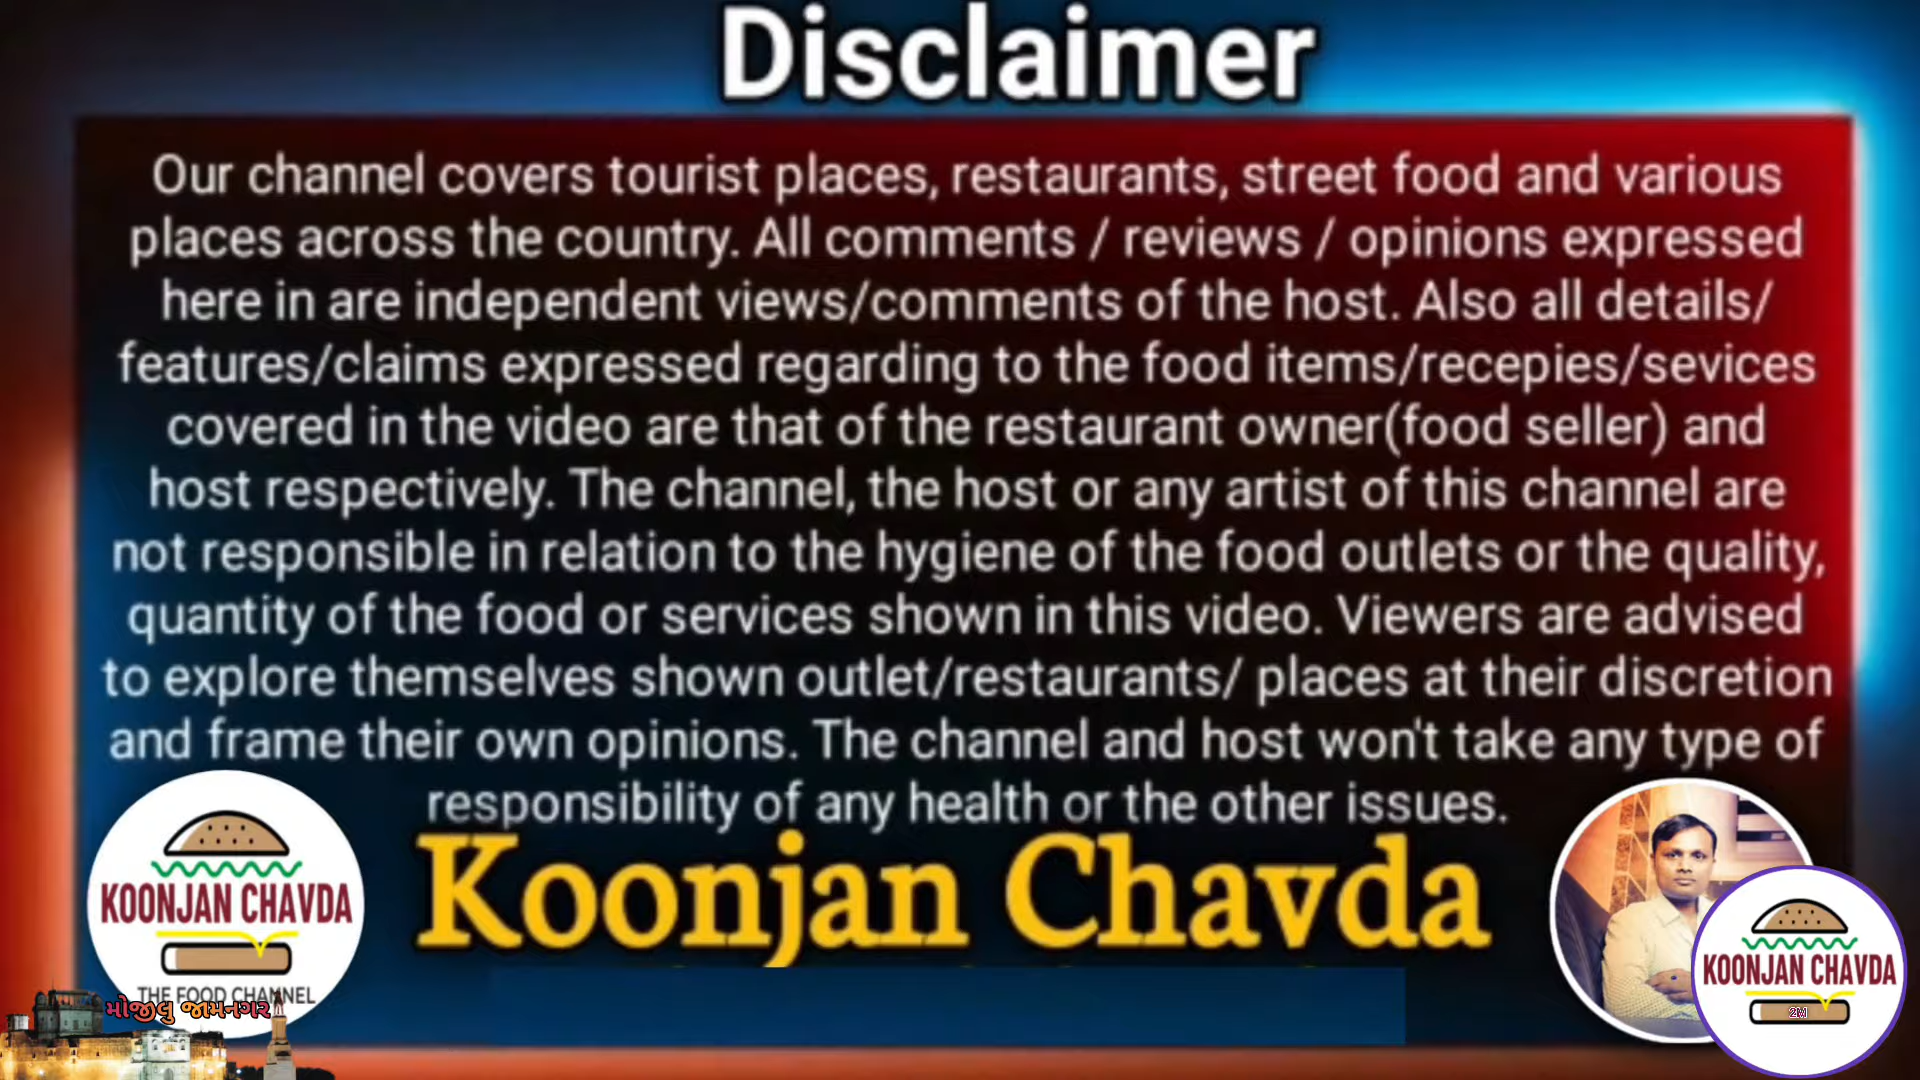 Disclaimer
Our channel covers tourist places, restaurants, street food and various
places across the country. All comments / reviews / opinions expressed
here in are independent views/comments of the host. Also all details/
features/claims expressed regarding to the food items/recepies/sevices
covered in the video are that of the restaurant owner(food seller) and
host respectively. The channel, the host or any artist of this channel are
not responsible in relation to the hygiene of the food outlets or the quality,
quantity of the food or services shown in this video. Viewers are advised
to explore themselves shown outlet/restaurants/ places at their discretion
and frame their own opinions. The channel and host won't take any type of
responsibility of any health or the other issues.
Koonjan Chavda
KOONJAN CHAVDA
THE FOOD CHANNEL
મોજીલુ જામનગર
KOONJAN CHAVDA
2M